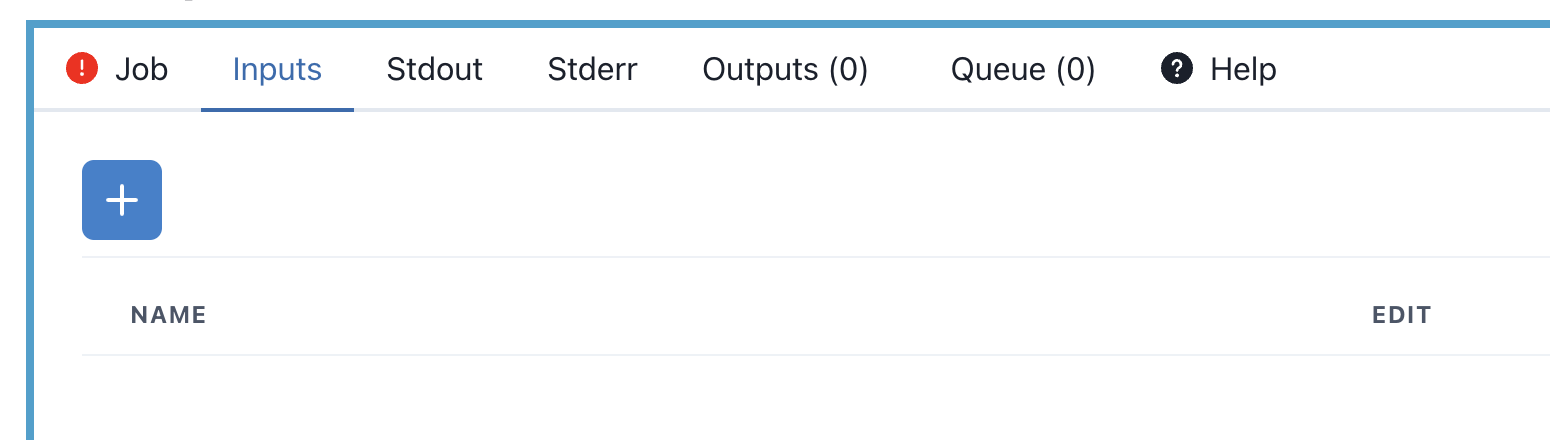 Job Inputs Stdout Stderr Outputs (0) Queue (0) Help
NAME EDIT